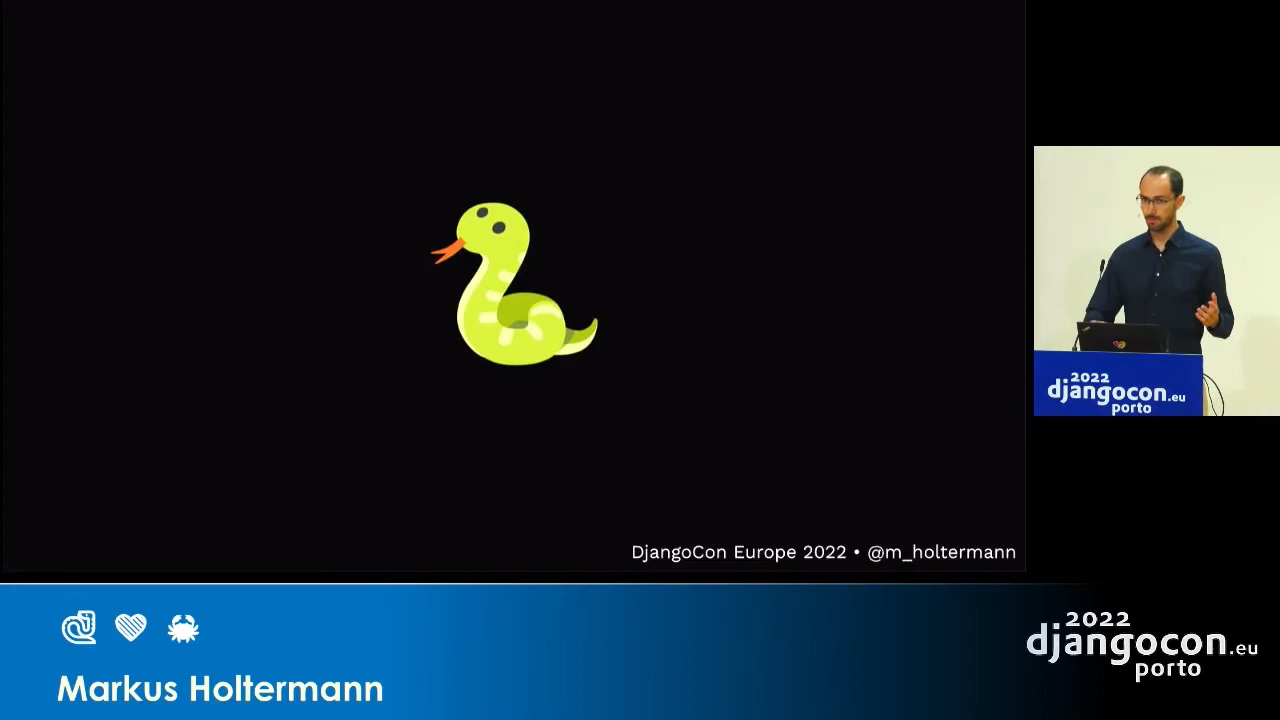 DjangoCon Europe 2022 • @m_holtermann
2022
djangocon.eu
porto
Markus Holtermann
2022
djangocon.eu
porto